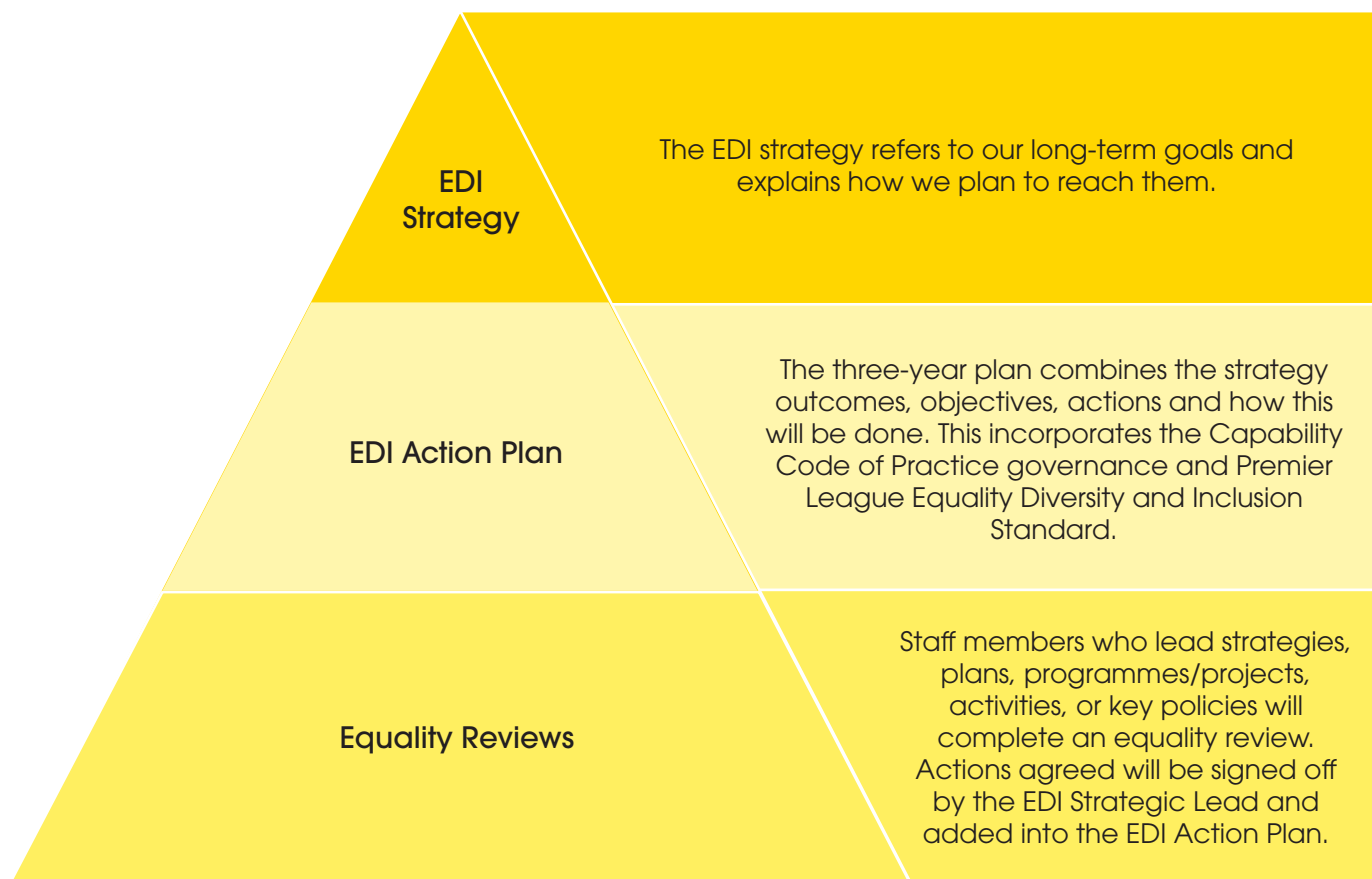 EDI
Strategy
The EDI strategy refers to our long-term goals and
explains how we plan to reach them.
EDI Action Plan
The three-year plan combines the strategy
outcomes, objectives, actions and how this
will be done. This incorporates the Capability
Code of Practice governance and Premier
League Equality Diversity and Inclusion
Standard.
Equality Reviews
Staff members who lead strategies,
plans, programmes/projects,
activities, or key policies will
complete an equality review.
Actions agreed will be signed off
by the EDI Strategic Lead and
added into the EDI Action Plan.